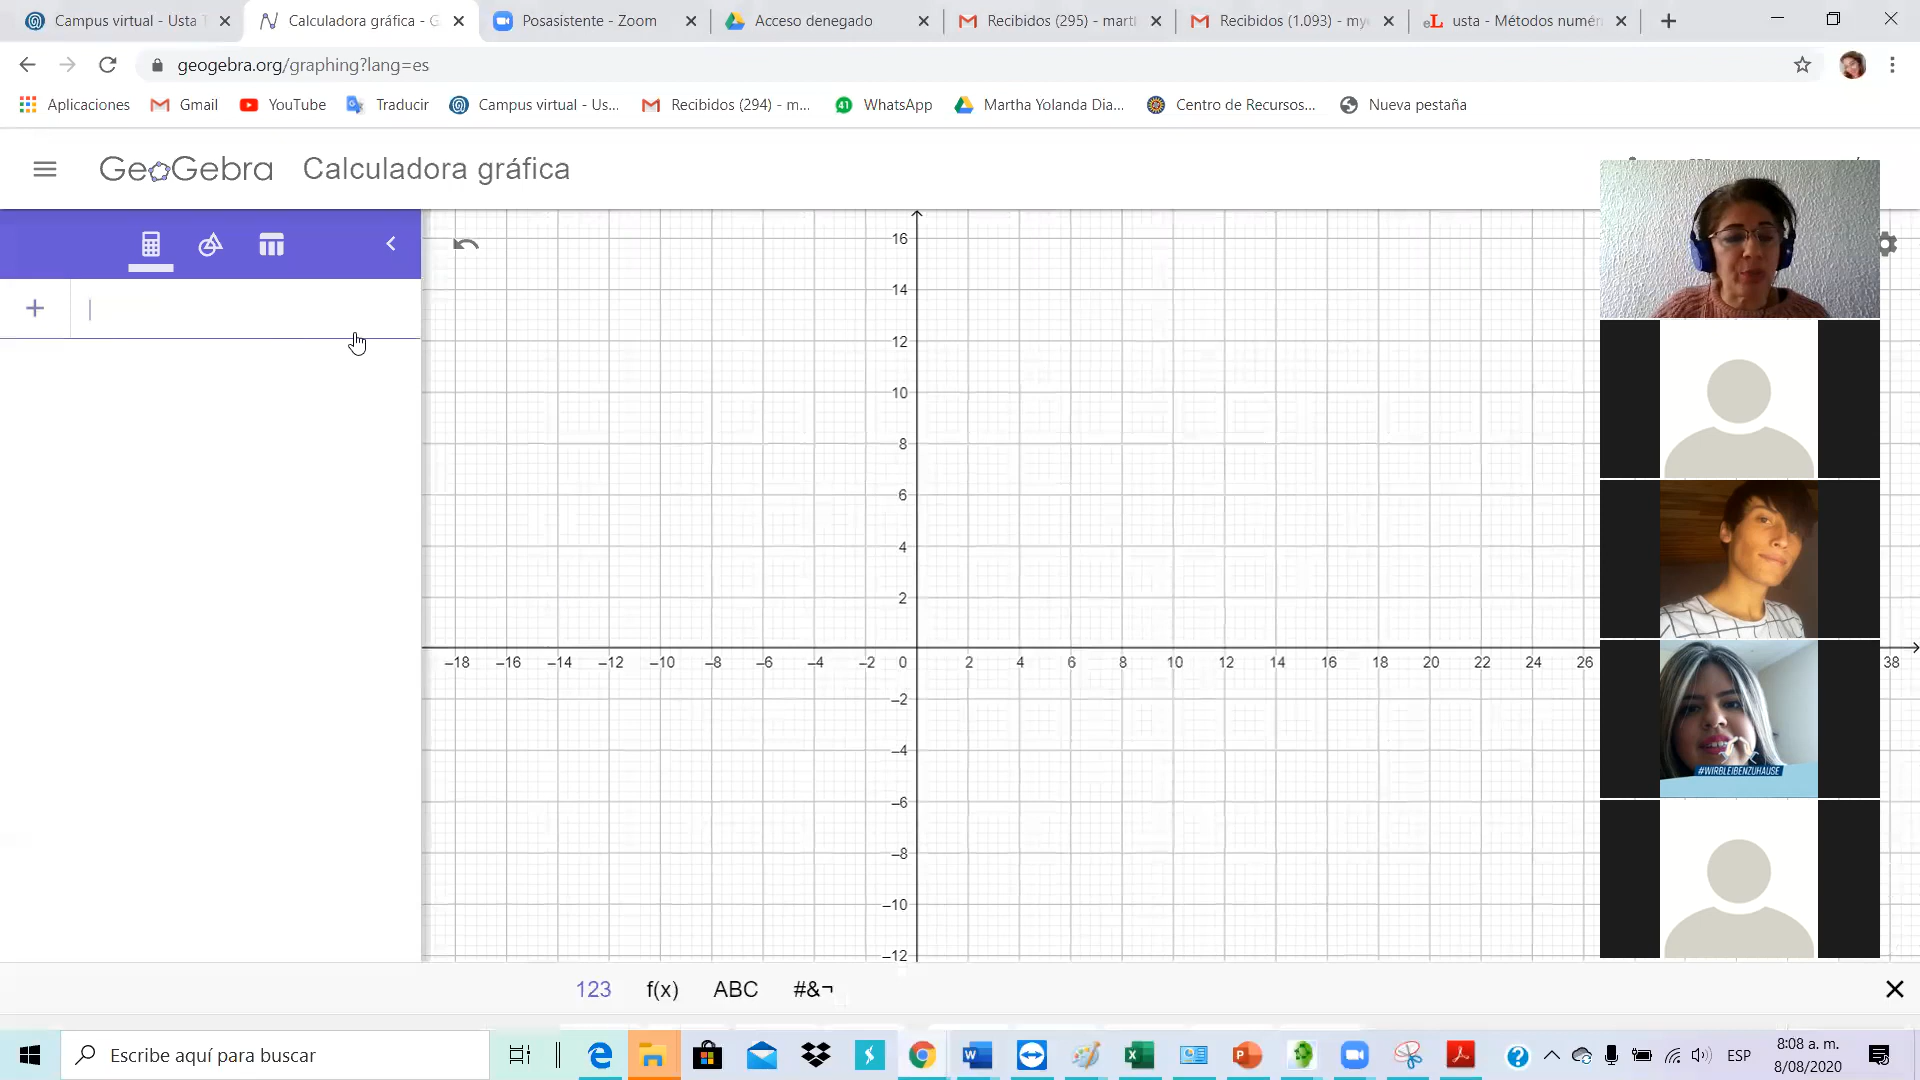 Campus virtual - Usta
Calculadora gráfica - G
Posasistente - Zoom
Acceso denegado
Recibidos (295) - marti
Recibidos (1.093) - my
eL usta - Métodos numér
geogebra.org/graphing?lang=es
Aplicaciones
Gmail
YouTube
Traducir
Campus virtual - Us...
Recibidos (294) - m...
41
WhatsApp
Martha Yolanda Dia...
Centro de Recursos...
Nueva pestaña
GeoGebra
Calculadora gráfica
16
14
12
10
8
6
4
2
–18 –16 –14 –12 –10 –8 –6 –4 –2 0 2 4 6 8 10 12 14 16 18 20 22 24 26 38
–2
–4
–6
–8
–10
–12
#WIRBLEIBENZUHAUSE
123
f(x)
ABC
#&¬
Escribe aquí para buscar
ESP
8:08 a. m.
8/08/2020